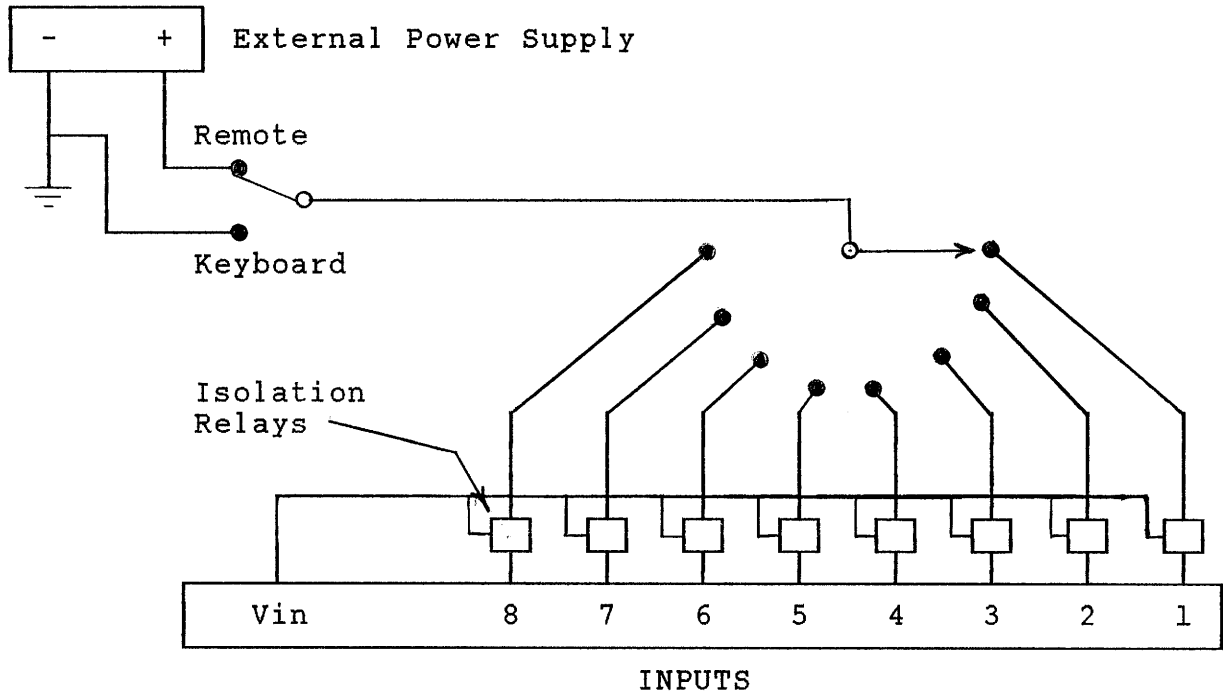 - + External Power Supply
Remote
Keyboard
Isolation
Relays
Vin 8 7 6 5 4 3 2 1
INPUTS